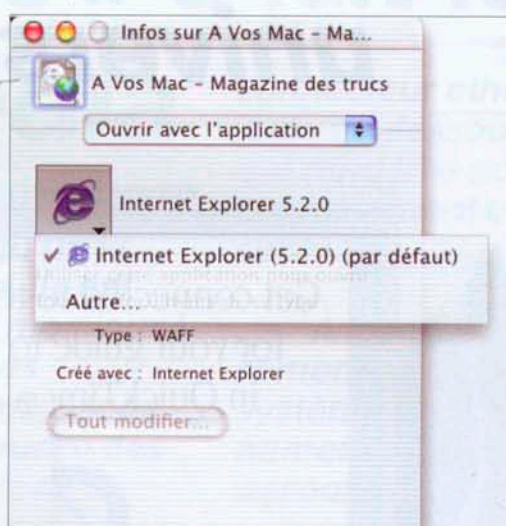 Infos sur A Vos Mac – Ma...
A Vos Mac – Magazine des trucs
Ouvrir avec l'application
Internet Explorer 5.2.0
✓ Internet Explorer (5.2.0) (par défaut)
Autre...
Type : WAFF
Créé avec : Internet Explorer
Tout modifier...